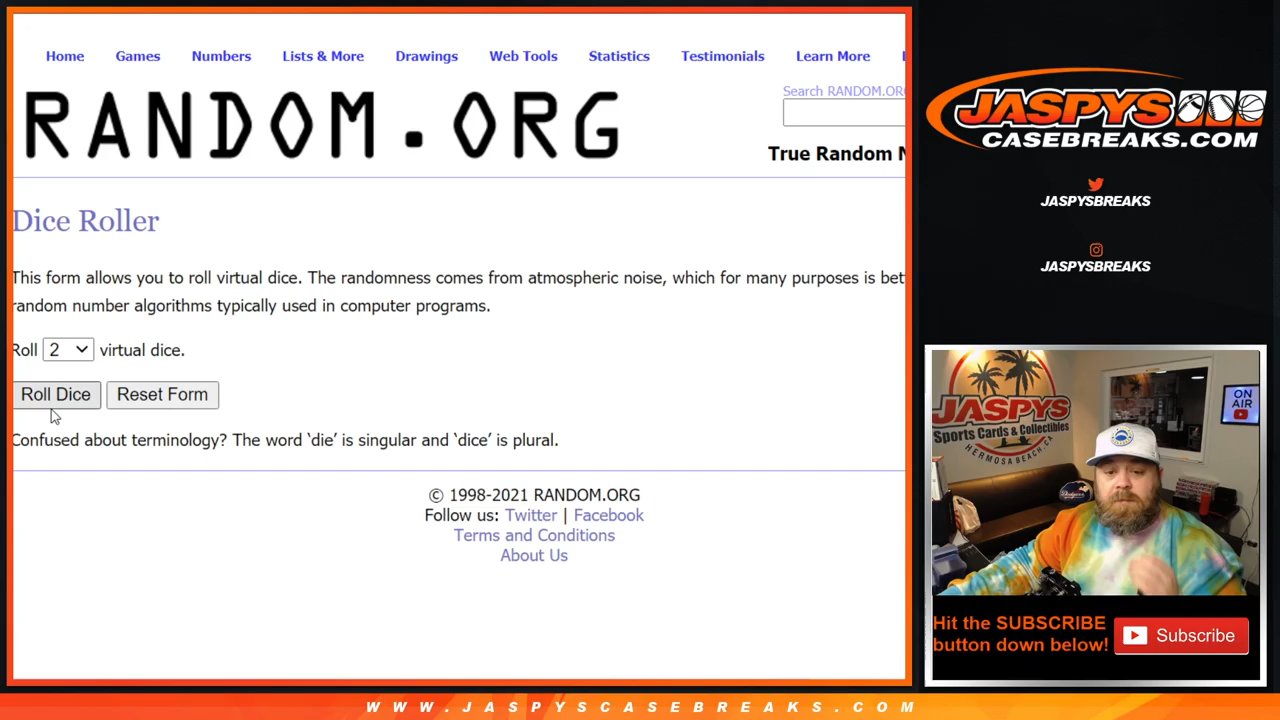 Home Games Numbers Lists & More Drawings Web Tools Statistics Testimonials Learn More
Search RANDOM.OR
RANDOM.ORG
True Random N
Dice Roller
This form allows you to roll virtual dice. The randomness comes from atmospheric noise, which for many purposes is bet
random number algorithms typically used in computer programs.
Roll 2 virtual dice.
Roll Dice Reset Form
Confused about terminology? The word ‘die’ is singular and ‘dice’ is plural.
© 1998-2021 RANDOM.ORG
Follow us: Twitter | Facebook
Terms and Conditions
About Us
JASPYS
CASEBREAKS.COM
JASPYSBREAKS
JASPYSBREAKS
JASPYS
Sports Cards & Collectibles
HERMOSA BEACH, CA
ON
AIR
Hit the SUBSCRIBE
button down below!
Subscribe
WWW.JASPYSCASEBREAKS.COM